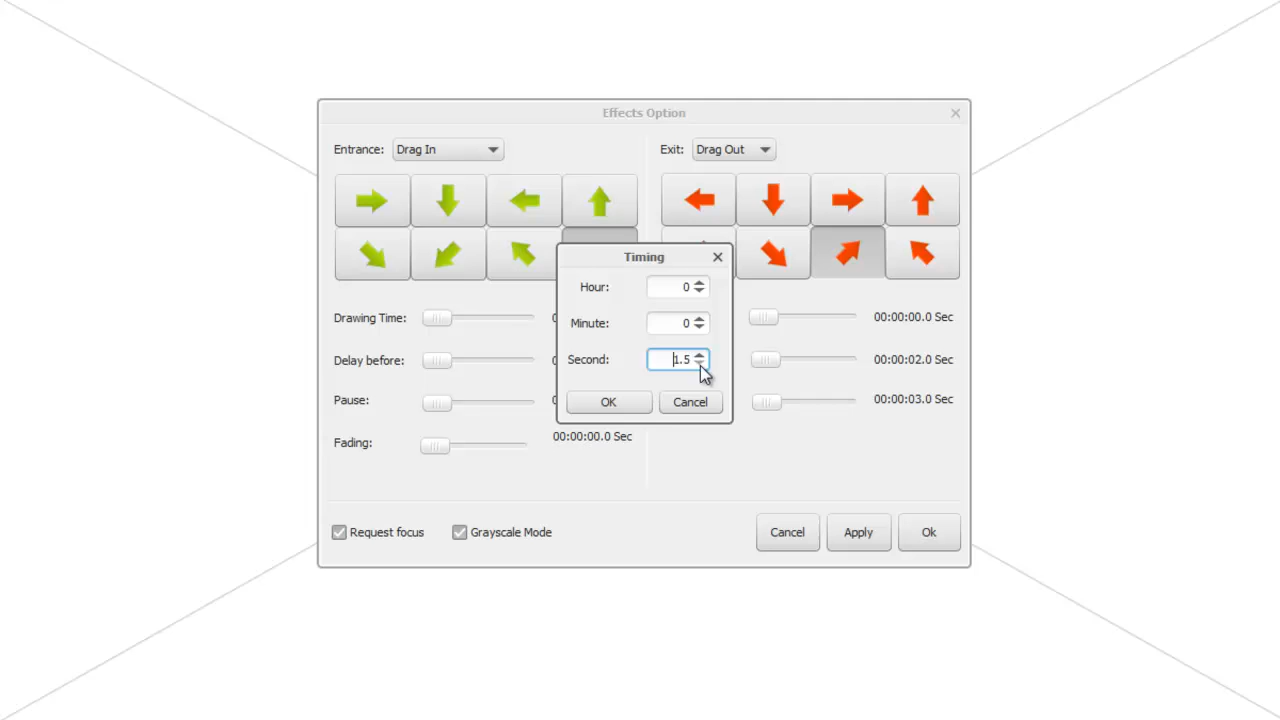 Effects Option
Entrance: Drag In
Exit: Drag Out
Timing
Hour: 0
Minute: 0
Second: 1.5
OK Cancel
Drawing Time:
Delay before:
Pause:
Fading: 00:00:00.0 Sec
00:00:00.0 Sec
00:00:02.0 Sec
00:00:03.0 Sec
Request focus Grayscale Mode
Cancel Apply Ok